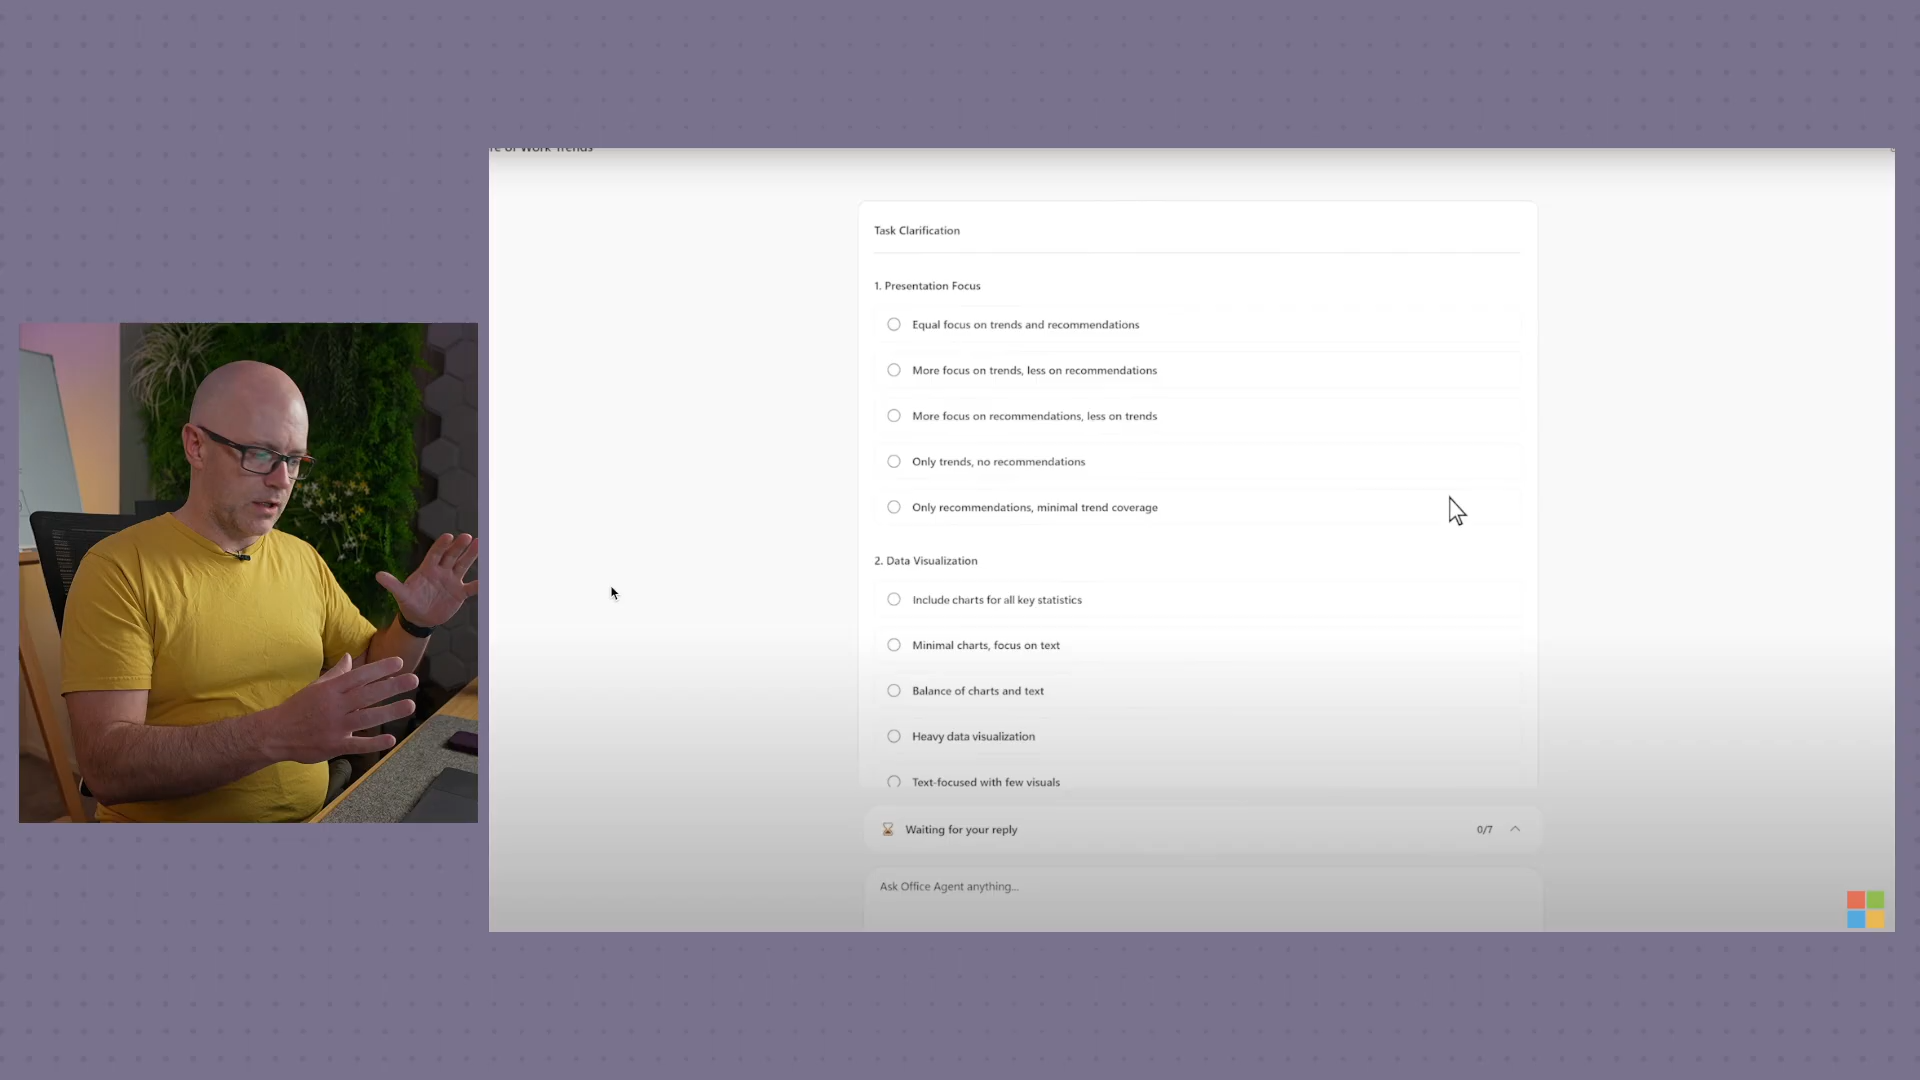 of Work Trends
Task Clarification
1. Presentation Focus
Equal focus on trends and recommendations
More focus on trends, less on recommendations
More focus on recommendations, less on trends
Only trends, no recommendations
Only recommendations, minimal trend coverage
2. Data Visualization
Include charts for all key statistics
Minimal charts, focus on text
Balance of charts and text
Heavy data visualization
Text-focused with few visuals
Waiting for your reply 0/7
Ask Office Agent anything...